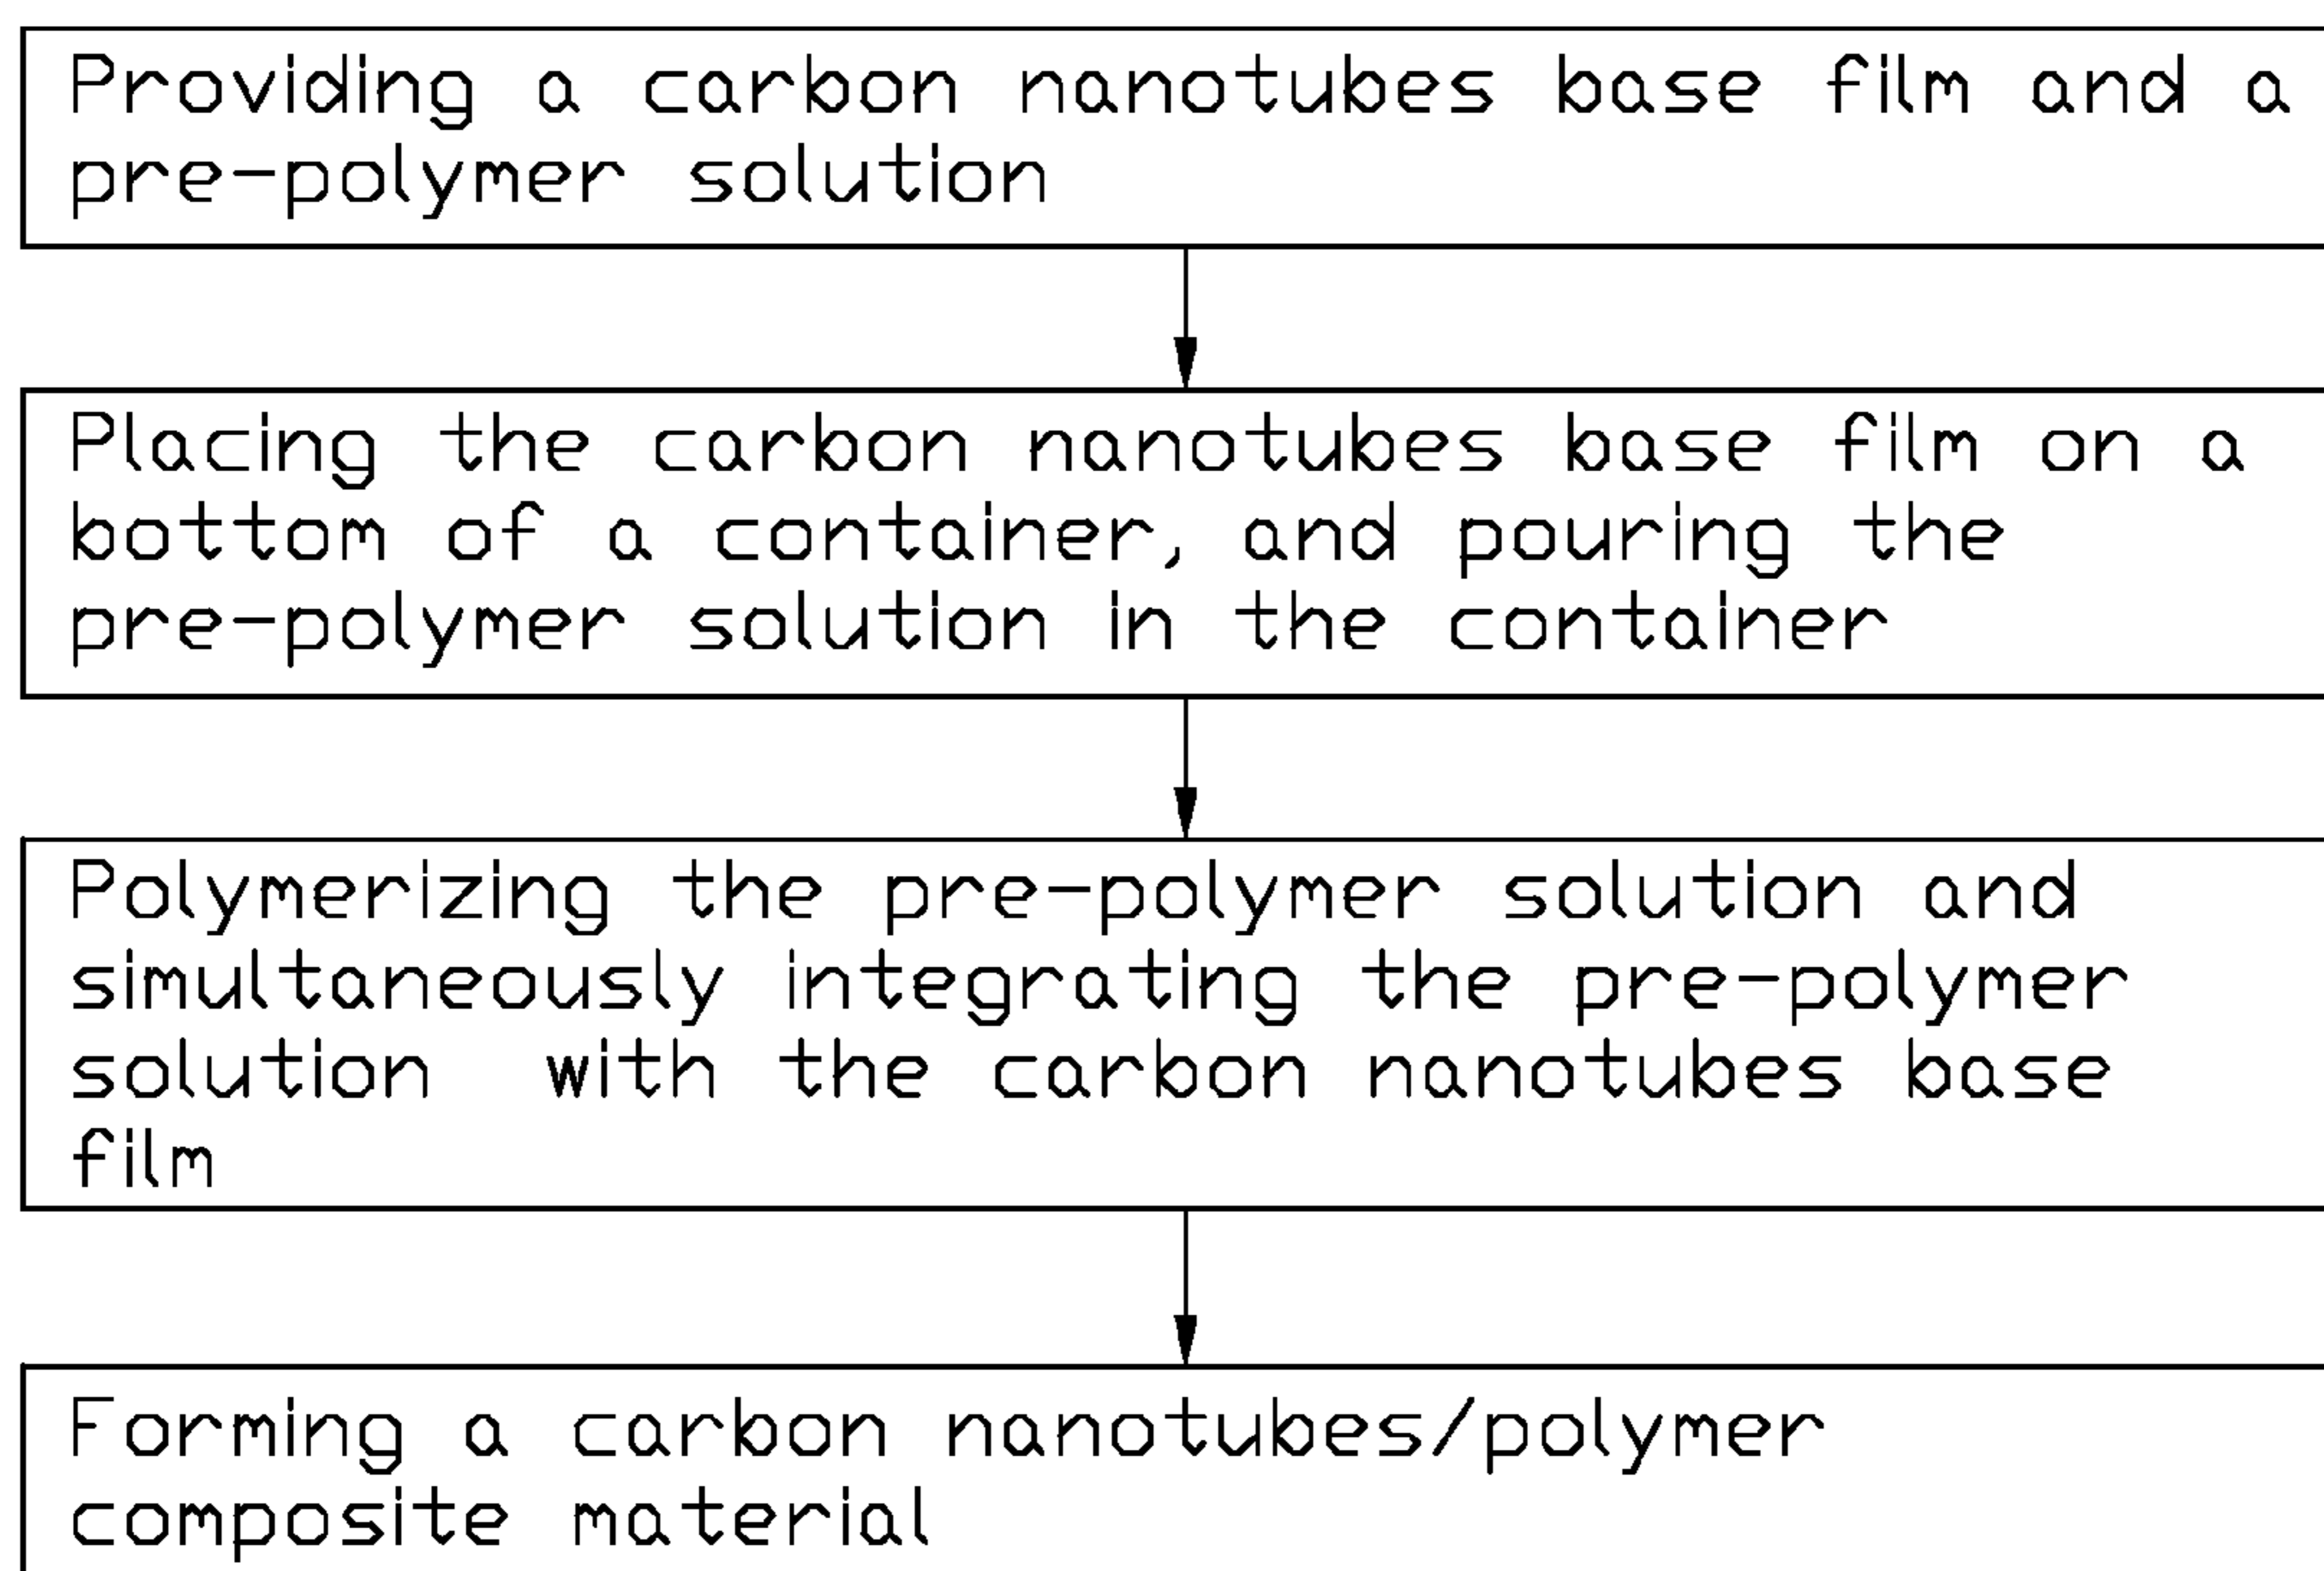 Providing a carbon nanotubes base film and a
pre-polymer solution
Placing the carbon nanotubes base film on a
bottom of a container, and pouring the
pre-polymer solution in the container
Polymerizing the pre-polymer solution and
simultaneously integrating the pre-polymer
solution with the carbon nanotubes base
film
Forming a carbon nanotubes/polymer
composite material